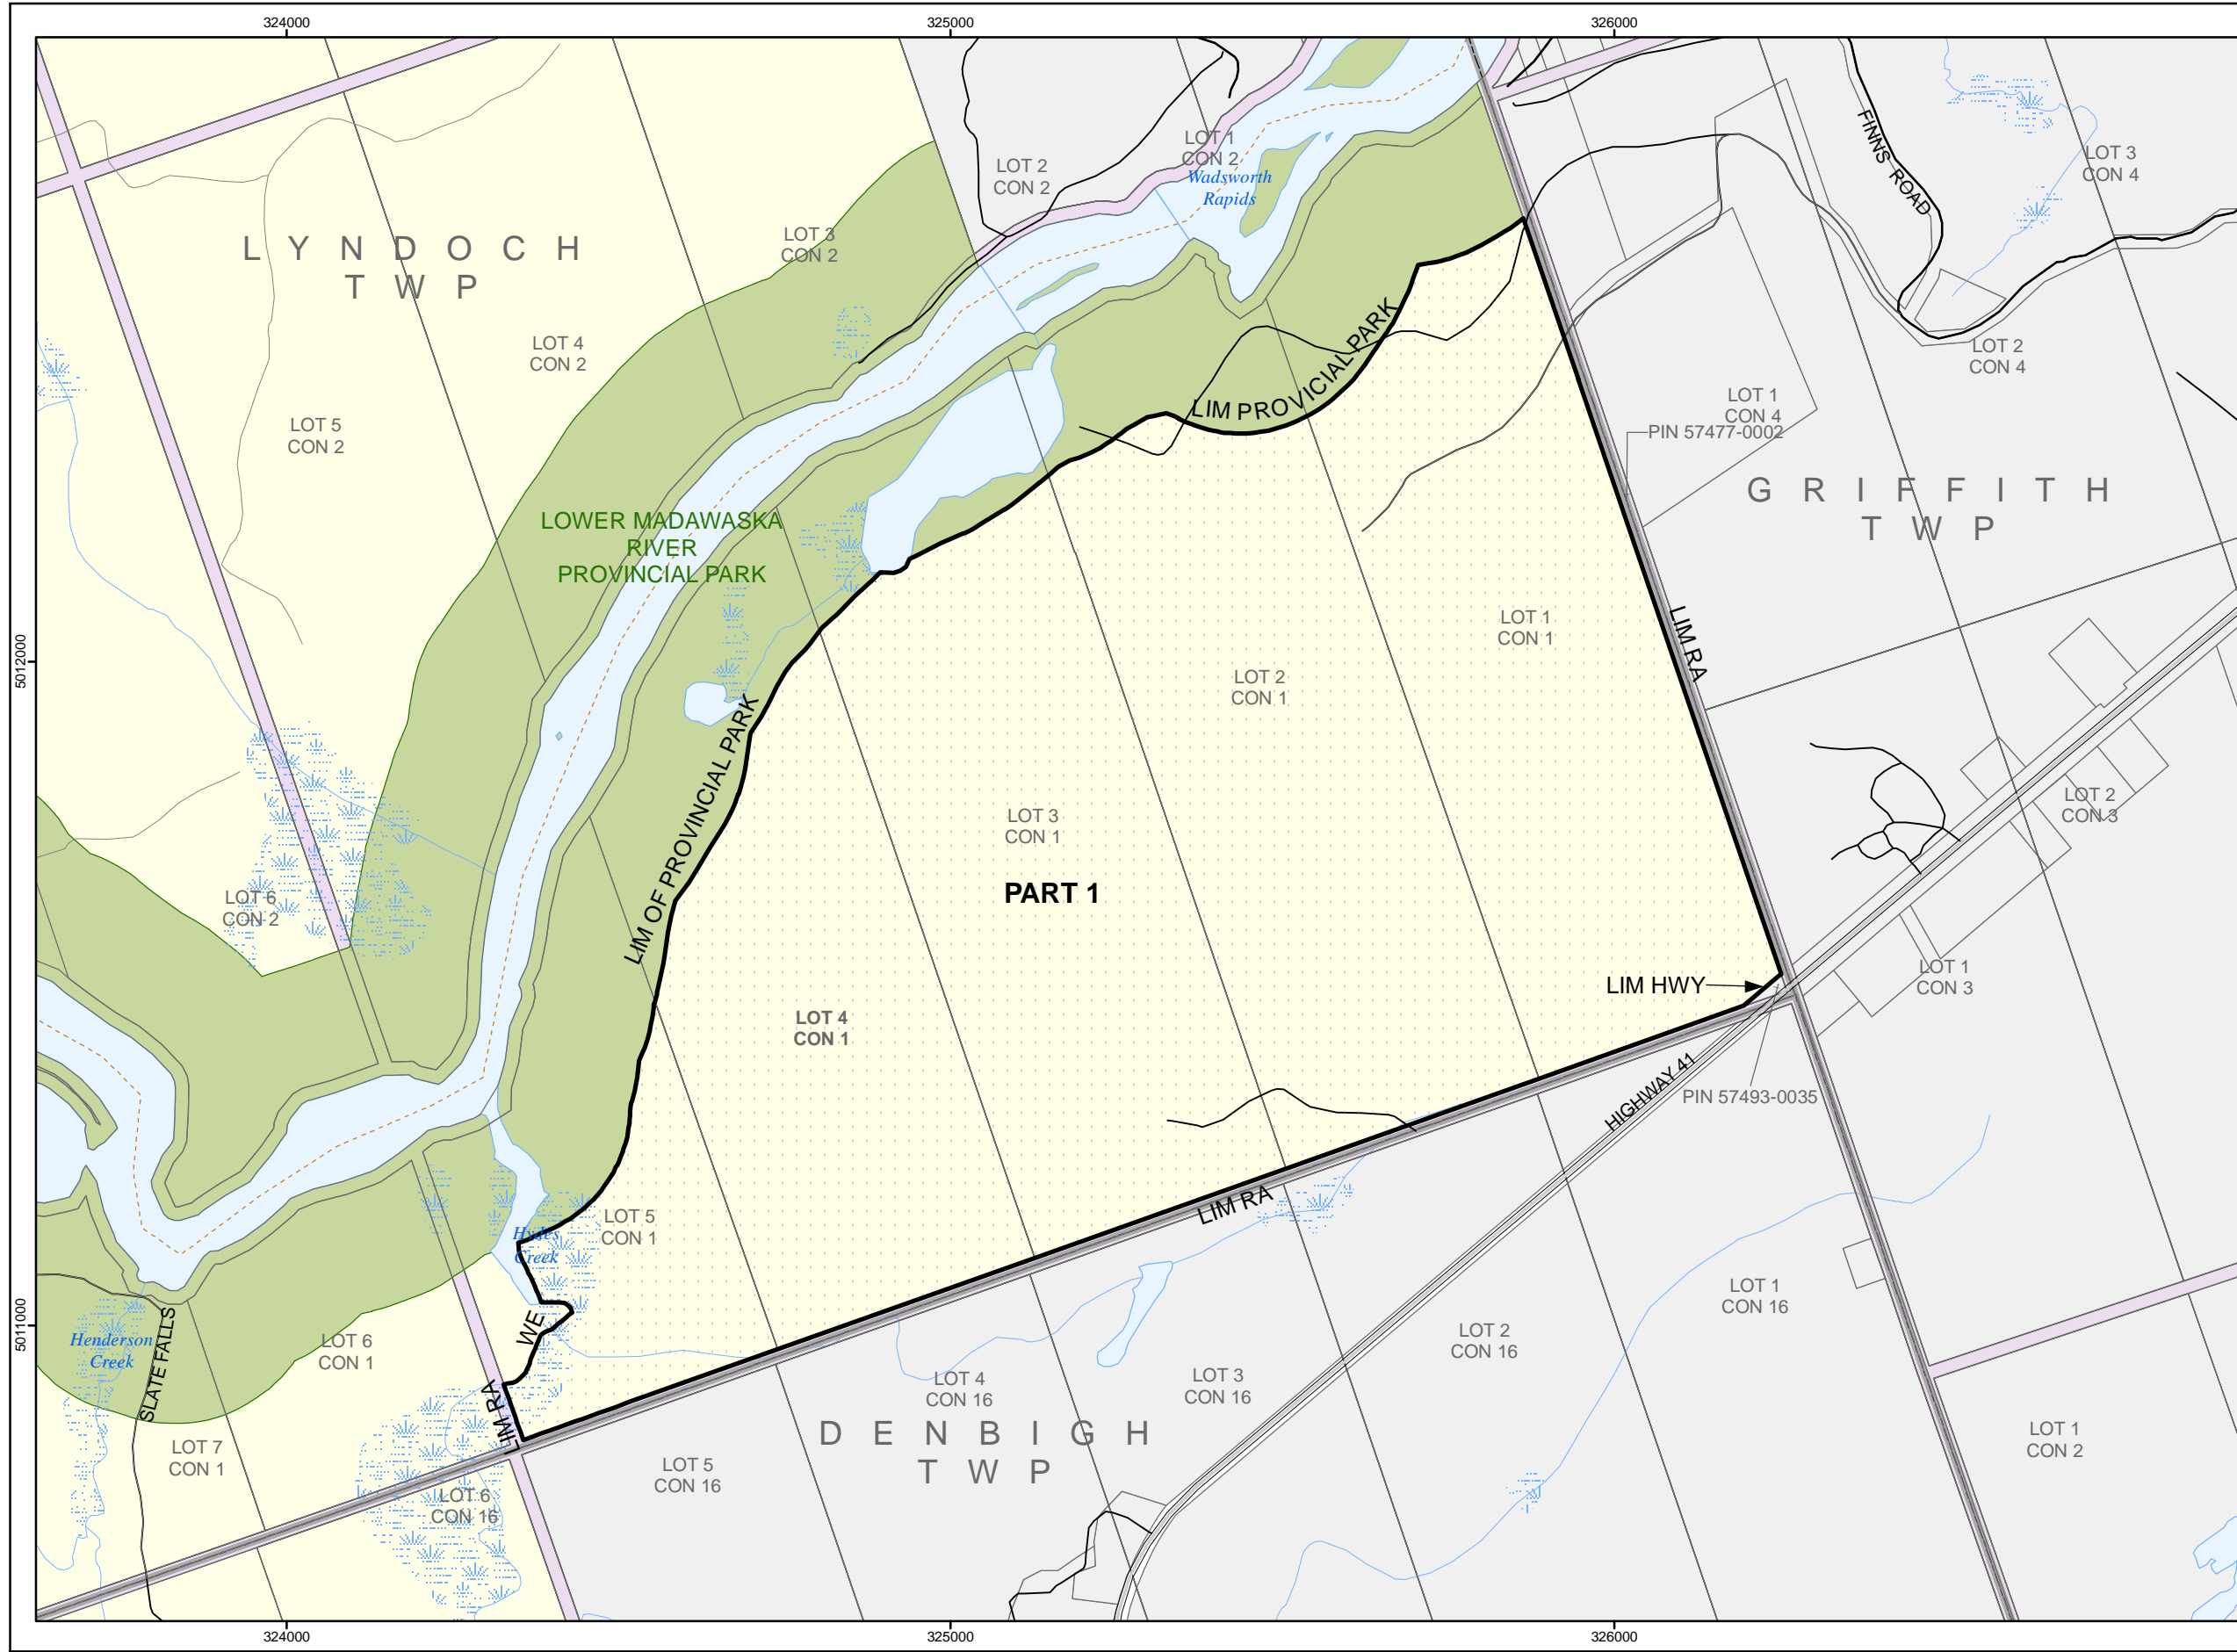 324000
325000
326000
LYNDOCH
TWP
LOT 2
CON 2
LOT 1
CON 2
Wadsworth
Rapids
FINNS ROAD
LOT 3
CON 4
LOT 3
CON 2
LOT 4
CON 2
LOT 5
CON 2
LIM PROVICIAL PARK
LOT 2
CON 4
LOT 1
CON 4
PIN 57477-0002
GRIFFITH
TWP
LOWER MADAWASKA
RIVER
PROVINCIAL PARK
5012000
LOT 1
CON 1
LIM RA
LOT 2
CON 1
LIM OF PROVINCIAL PARK
LOT 3
CON 1
LOT 2
CON 3
PART 1
LOT 6
CON 2
LOT 4
CON 1
LIM HWY
LOT 1
CON 3
HIGHWAY 41
PIN 57493-0035
LIM RA
LOT 5
CON 1
Hydes
Creek
WE
LOT 1
CON 16
5011000
Henderson
Creek
SLATE FALLS
LOT 6
CON 1
LOT 2
CON 16
LOT 3
CON 16
LOT 4
CON 16
LIM RA
DENBIGH
TWP
LOT 1
CON 2
LOT 7
CON 1
LOT 5
CON 16
LOT 6
CON 16
324000
325000
326000